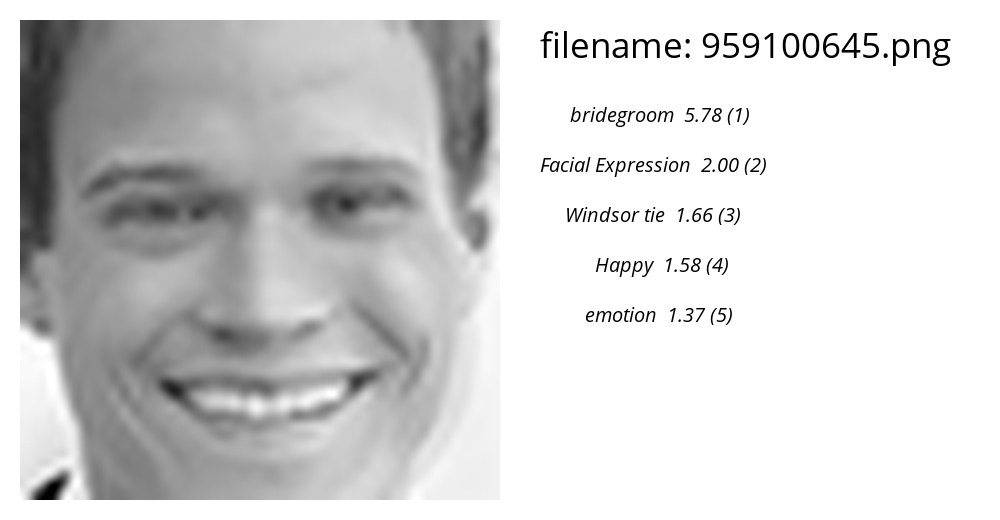 filename: 959100645.png
bridegroom 5.78 (1)
Facial Expression 2.00 (2)
Windsor tie 1.66 (3)
Happy 1.58 (4)
emotion 1.37 (5)